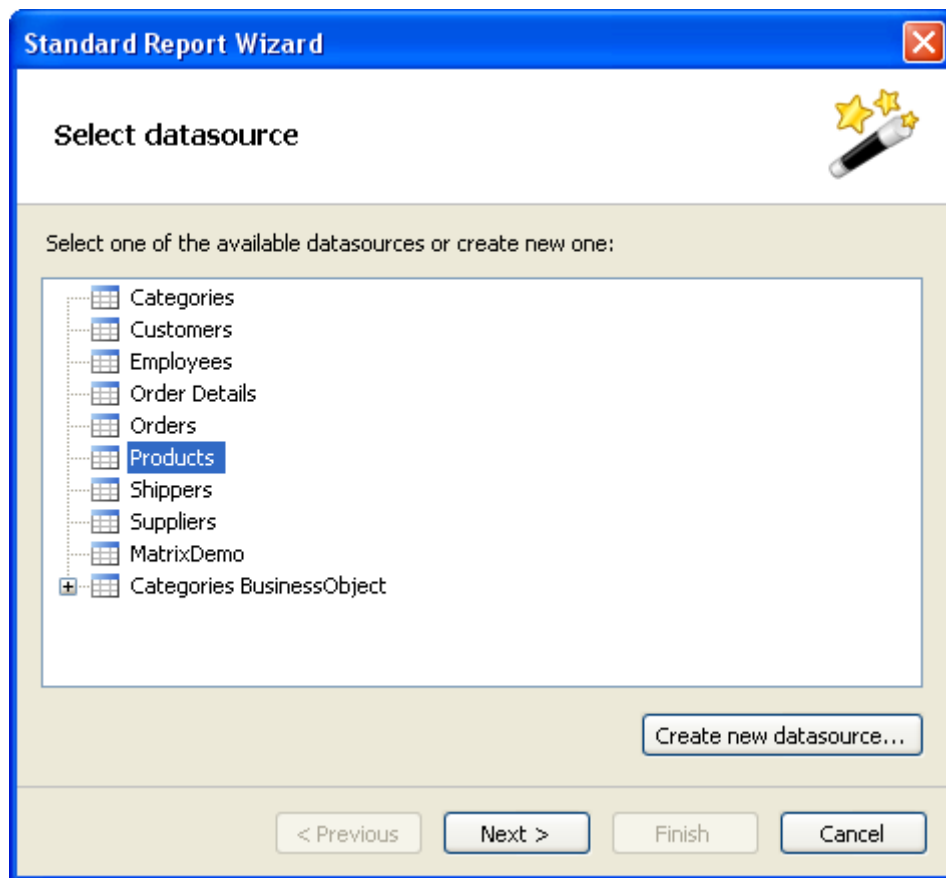 Standard Report Wizard
Select datasource
Select one of the available datasources or create new one:
Categories
Customers
Employees
Order Details
Orders
Products
Shippers
Suppliers
MatrixDemo
Categories BusinessObject
Create new datasource...
< Previous Next > Finish Cancel